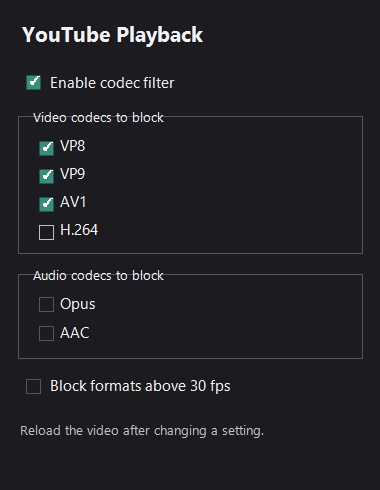 YouTube Playback
Enable codec filter
Video codecs to block
VP8
VP9
AV1
H.264
Audio codecs to block
Opus
AAC
Block formats above 30 fps
Reload the video after changing a setting.